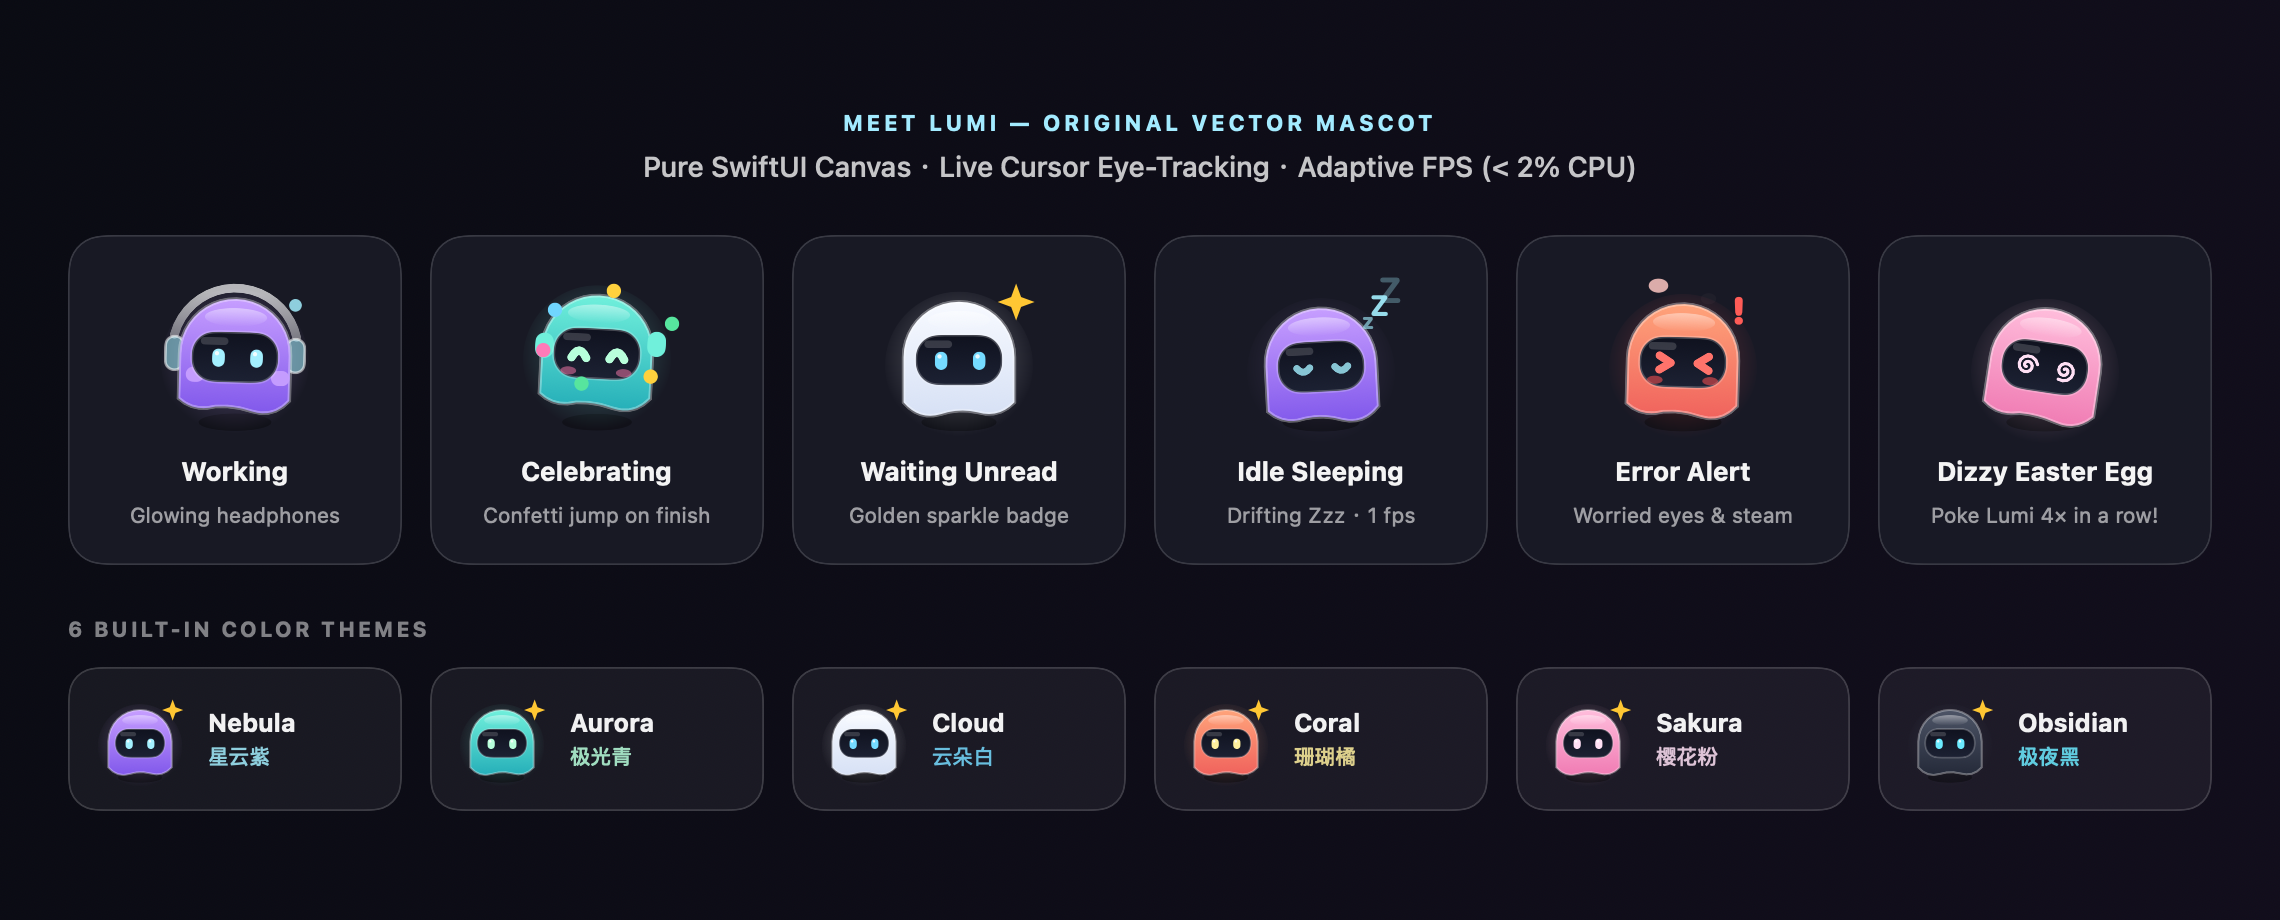 MEET LUMI — ORIGINAL VECTOR MASCOT
Pure SwiftUI Canvas · Live Cursor Eye-Tracking · Adaptive FPS (< 2% CPU)
z Z Z
!
Working
Glowing headphones
Celebrating
Confetti jump on finish
Waiting Unread
Golden sparkle badge
Idle Sleeping
Drifting Zzz · 1 fps
Error Alert
Worried eyes & steam
Dizzy Easter Egg
Poke Lumi 4× in a row!
6 BUILT-IN COLOR THEMES
Nebula
星云紫
Aurora
极光青
Cloud
云朵白
Coral
珊瑚橘
Sakura
樱花粉
Obsidian
极夜黑